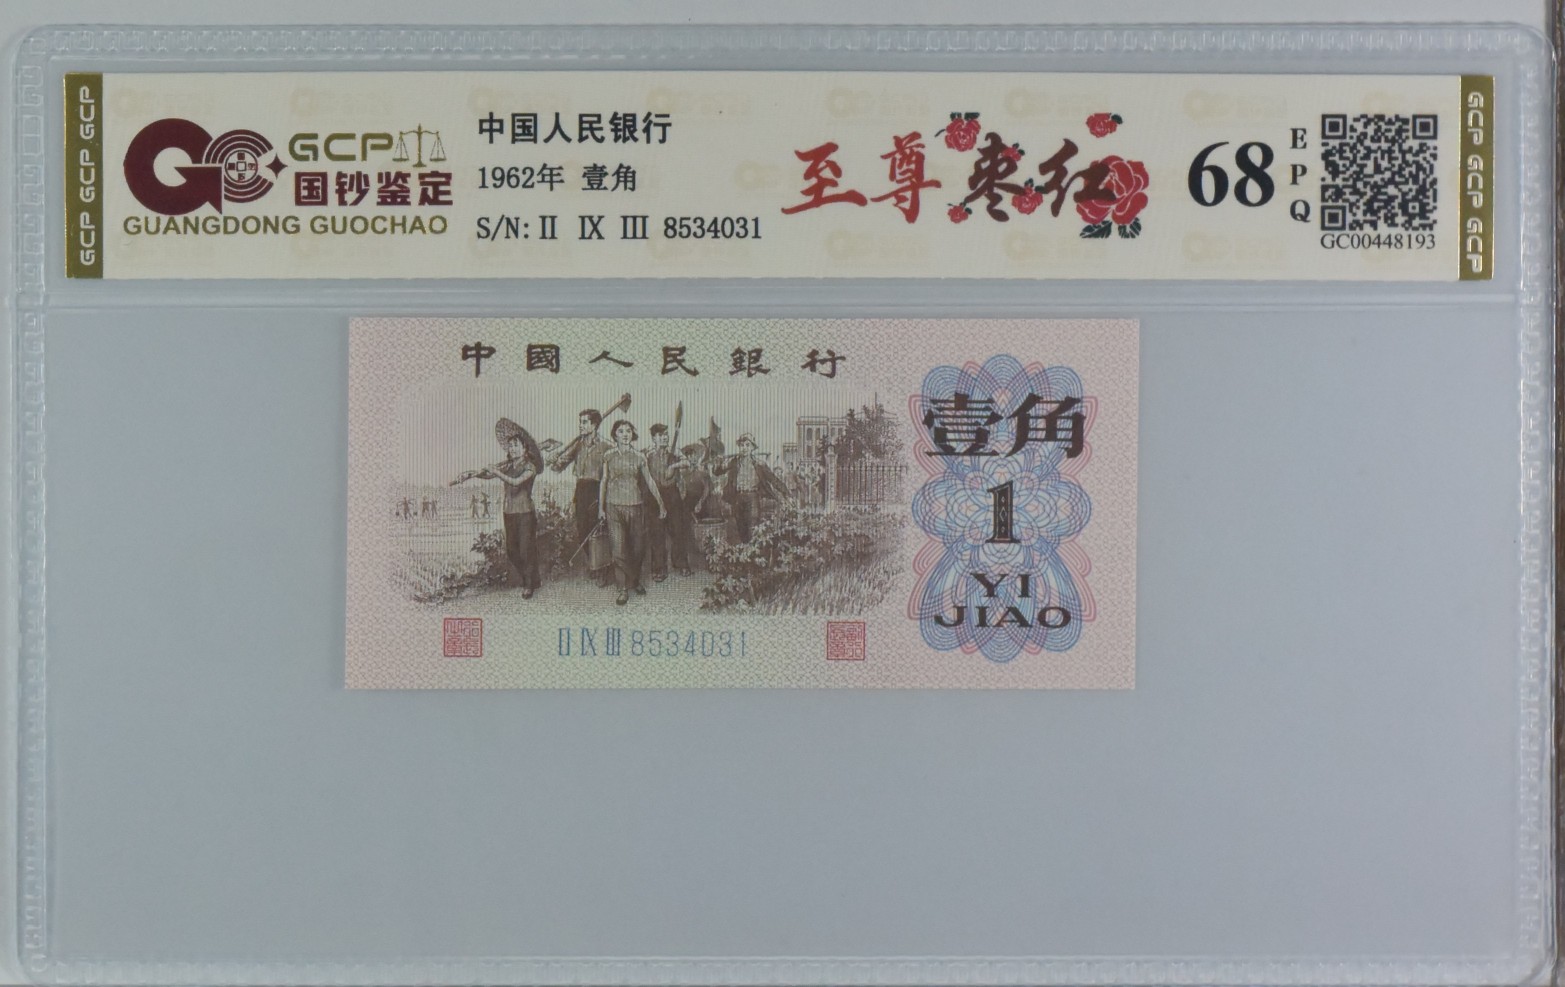 GCP GCP GCP
GCP
国钞鉴定
GUANGDONG GUOCHAO
中国人民银行
1962年 壹角
S/N: II IX III 8534031
至尊枣红
68
EPQ
GC00448193
GCP GCP GCP
中國人民銀行
壹角
1
YI
JIAO
II IX III 8534031